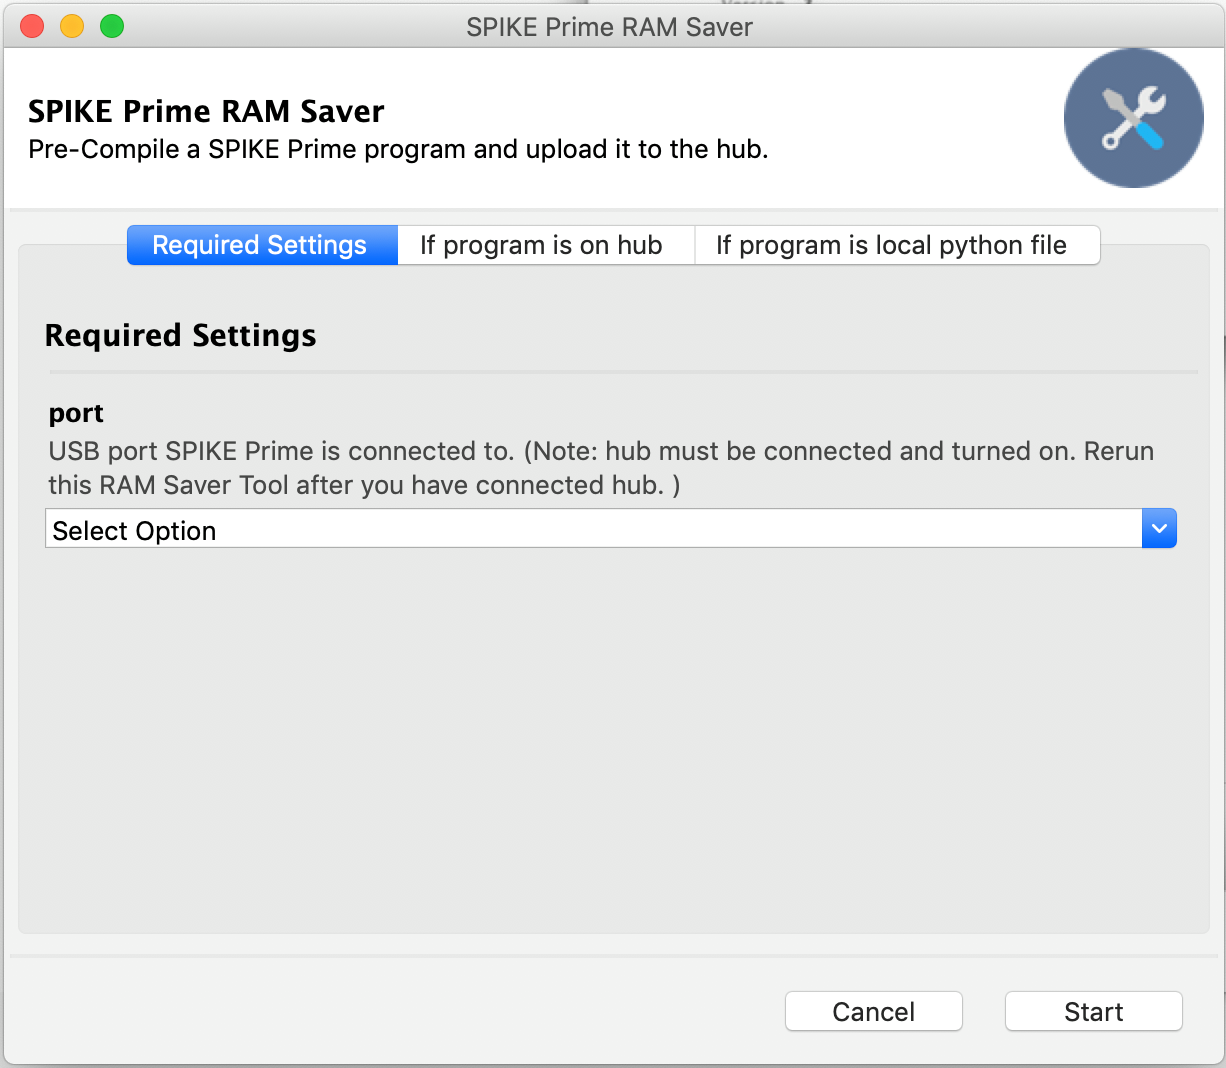 SPIKE Prime RAM Saver
SPIKE Prime RAM Saver
Pre-Compile a SPIKE Prime program and upload it to the hub.
Required Settings
If program is on hub
If program is local python file
Required Settings
port
USB port SPIKE Prime is connected to. (Note: hub must be connected and turned on. Rerun
this RAM Saver Tool after you have connected hub. )
Select Option
Cancel
Start